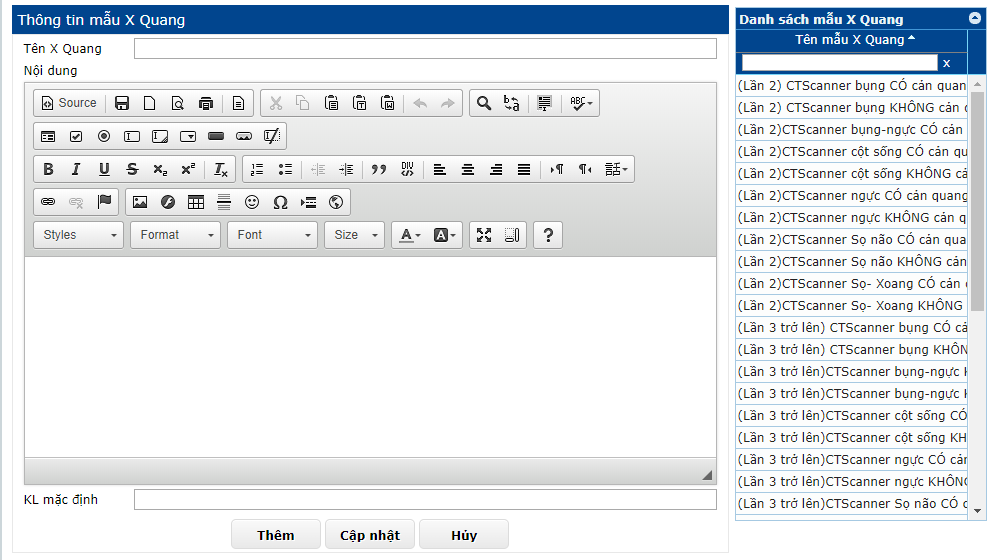 Thông tin mẫu X Quang
Tên X Quang
Nội dung
Source
Styles Format Font Size
KL mặc định
Thêm Cập nhật Hủy
Danh sách mẫu X Quang
Tên mẫu X Quang
x
(Lần 2) CTScanner bụng CÓ cản quan
(Lần 2) CTScanner bụng KHÔNG cản
(Lần 2)CTScanner bụng-ngực CÓ cản
(Lần 2)CTScanner cột sống CÓ cản qu
(Lần 2)CTScanner cột sống KHÔNG cả
(Lần 2)CTScanner ngực CÓ cản quang
(Lần 2)CTScanner ngực KHÔNG cản q
(Lần 2)CTScanner Sọ não CÓ cản qua
(Lần 2)CTScanner Sọ não KHÔNG cản
(Lần 2)CTScanner Sọ- Xoang CÓ cản
(Lần 2)CTScanner Sọ- Xoang KHÔNG
(Lần 3 trở lên) CTScanner bụng CÓ cả
(Lần 3 trở lên) CTScanner bụng KHÔN
(Lần 3 trở lên)CTScanner bụng-ngực
(Lần 3 trở lên)CTScanner bụng-ngực
(Lần 3 trở lên)CTScanner cột sống CÓ
(Lần 3 trở lên)CTScanner cột sống KH
(Lần 3 trở lên)CTScanner ngực CÓ cản
(Lần 3 trở lên)CTScanner ngực KHÔNG
(Lần 3 trở lên)CTScanner Sọ não CÓ